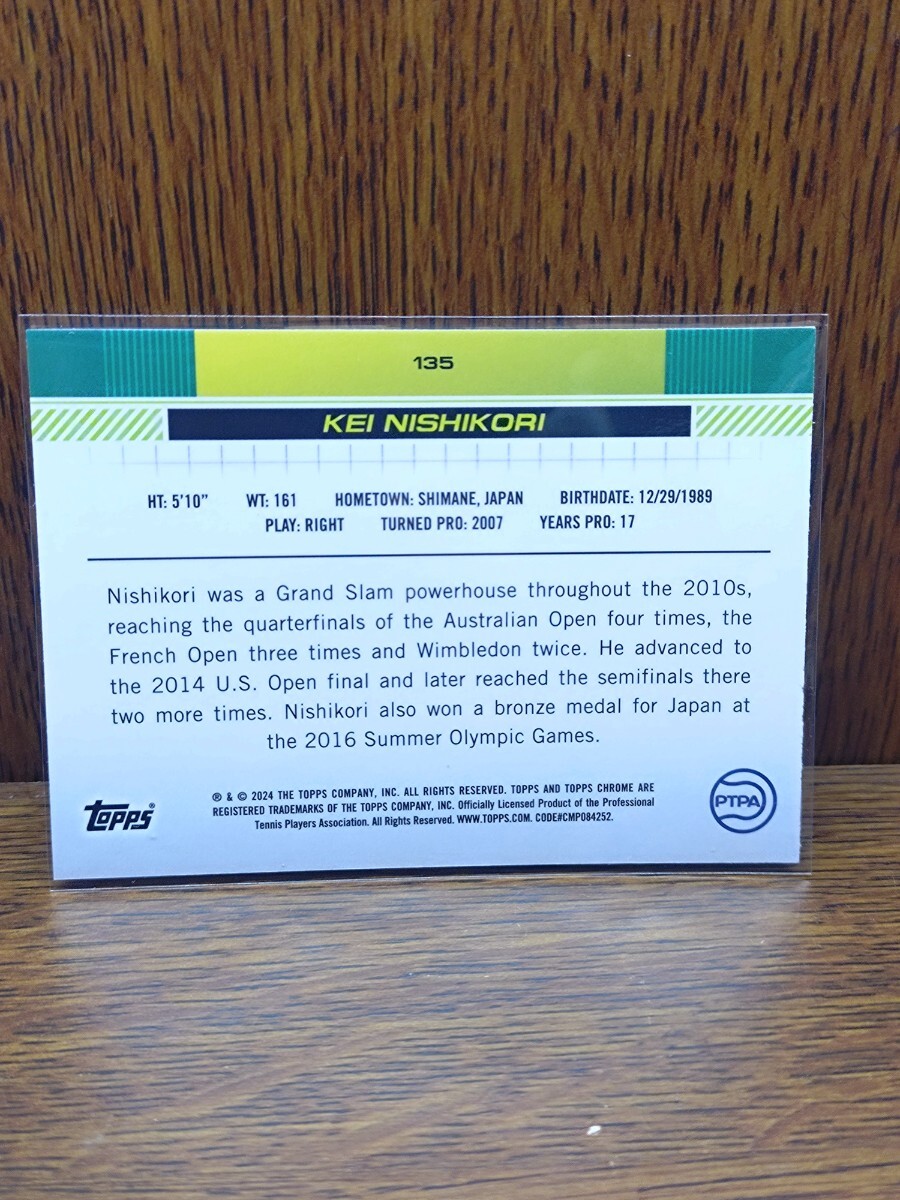 135
KEI NISHIKORI
HT: 5'10" WT: 161 HOMETOWN: SHIMANE, JAPAN BIRTHDATE: 12/29/1989
PLAY: RIGHT TURNED PRO: 2007 YEARS PRO: 17
Nishikori was a Grand Slam powerhouse throughout the 2010s,
reaching the quarterfinals of the Australian Open four times, the
French Open three times and Wimbledon twice. He advanced to
the 2014 U.S. Open final and later reached the semifinals there
two more times. Nishikori also won a bronze medal for Japan at
the 2016 Summer Olympic Games.
topps®
® & © 2024 THE TOPPS COMPANY, INC. ALL RIGHTS RESERVED. TOPPS AND TOPPS CHROME ARE
REGISTERED TRADEMARKS OF THE TOPPS COMPANY, INC. Officially Licensed Product of the Professional
Tennis Players Association. All Rights Reserved. WWW.TOPPS.COM. CODE#CMP084252.
PTPA